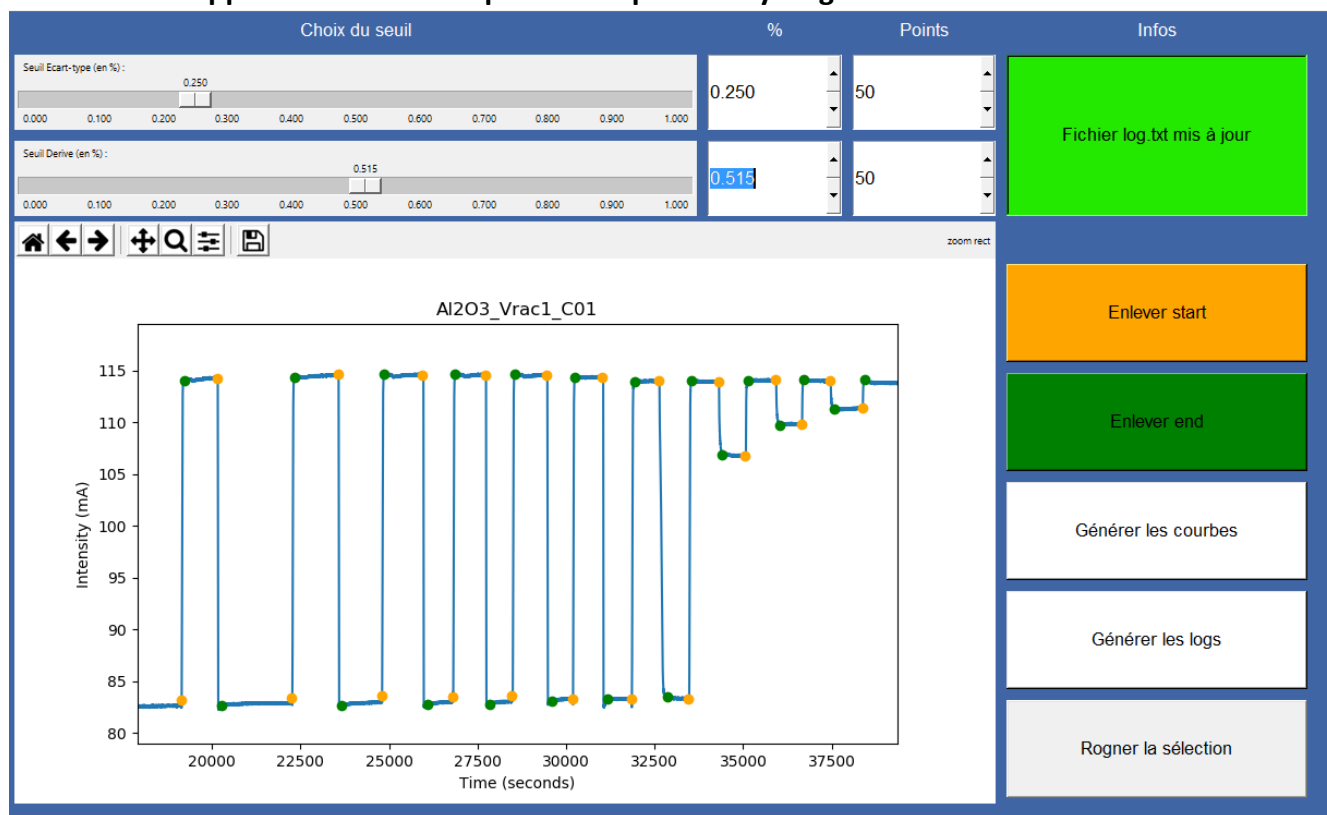 Choix du seuil % Points Infos
Seuil Ecart-type (en %) :
0.250
0.000 0.100 0.200 0.300 0.400 0.500 0.600 0.700 0.800 0.900 1.000
0.250
50
Seuil Derive (en %) :
0.515
0.000 0.100 0.200 0.300 0.400 0.500 0.600 0.700 0.800 0.900 1.000
0.515
50
Fichier log.txt mis à jour
zoom rect
Al2O3_Vrac1_C01
115
110
105
100
95
90
85
80
Intensity (mA)
20000 22500 25000 27500 30000 32500 35000 37500
Time (seconds)
Enlever start
Enlever end
Générer les courbes
Générer les logs
Rogner la sélection